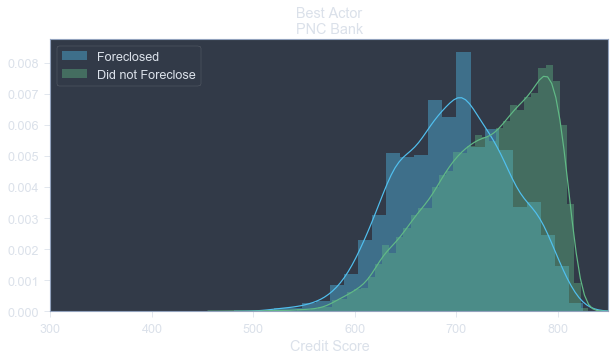 Best Actor
PNC Bank
Foreclosed
Did not Foreclose
0.008
0.007
0.006
0.005
0.004
0.003
0.002
0.001
0.000
300 400 500 600 700 800
Credit Score